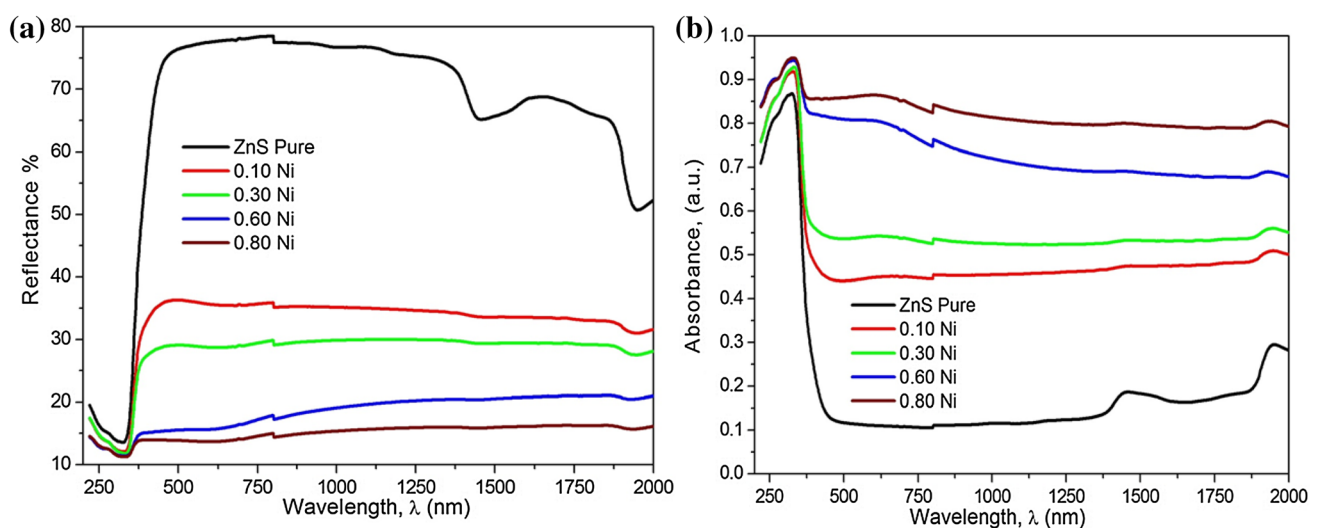 (a)
80
70
60
50
40
30
20
10
Reflectance %
ZnS Pure
0.10 Ni
0.30 Ni
0.60 Ni
0.80 Ni
250 500 750 1000 1250 1500 1750 2000
Wavelength, λ (nm)
(b)
1.0
0.9
0.8
0.7
0.6
0.5
0.4
0.3
0.2
0.1
0.0
Absorbance, (a.u.)
ZnS Pure
0.10 Ni
0.30 Ni
0.60 Ni
0.80 Ni
250 500 750 1000 1250 1500 1750 2000
Wavelength, λ (nm)